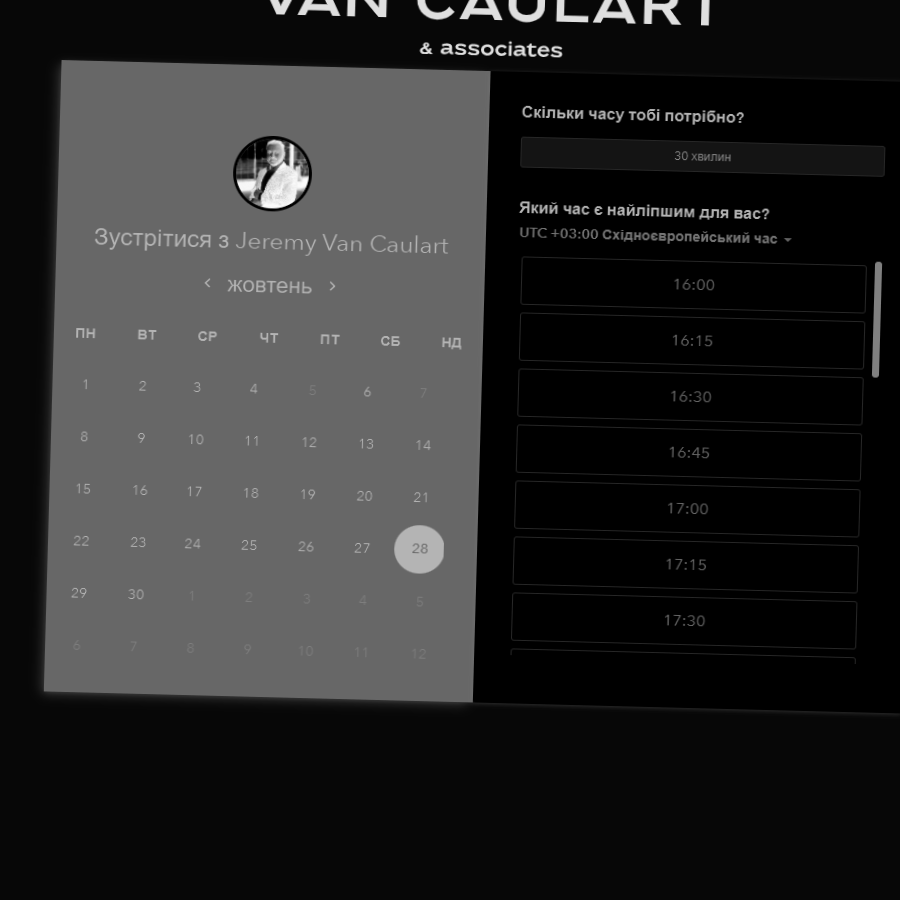 VAN CAULART
& associates
Зустрітися з Jeremy Van Caulart
жовтень
ПН ВТ СР ЧТ ПТ СБ НД
1 2 3 4 5 6 7
8 9 10 11 12 13 14
15 16 17 18 19 20 21
22 23 24 25 26 27 28
29 30 1 2 3 4 5
6 7 8 9 10 11 12
Скільки часу тобі потрібно?
30 хвилин
Який час є найліпшим для вас?
UTC +03:00 Східноєвропейський час
16:00
16:15
16:30
16:45
17:00
17:15
17:30